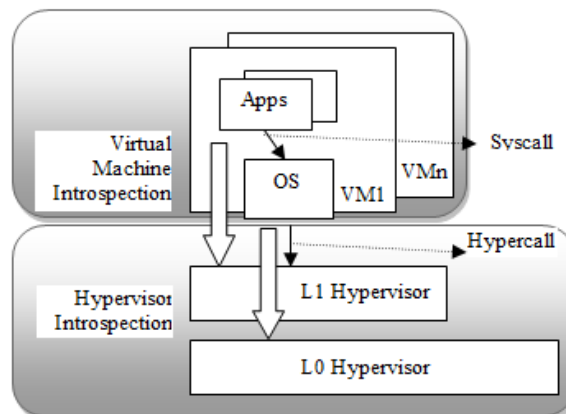 Apps
Virtual
Machine
Introspection
Syscall
OS
VM1
VMn
Hypercall
Hypervisor
Introspection
L1 Hypervisor
L0 Hypervisor